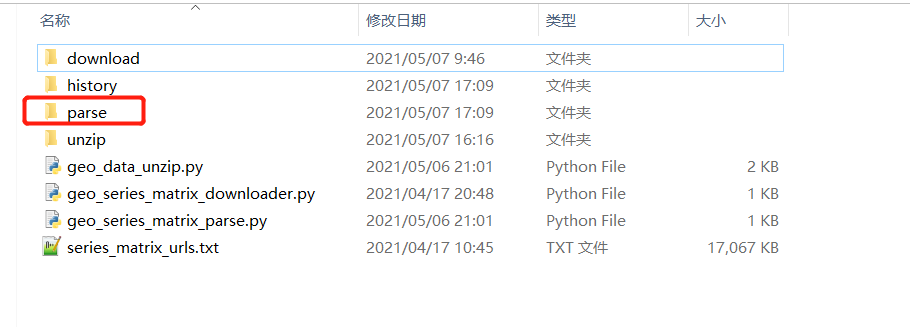 名称 修改日期 类型 大小
download 2021/05/07 9:46 文件夹
history 2021/05/07 17:09 文件夹
parse 2021/05/07 17:09 文件夹
unzip 2021/05/07 16:16 文件夹
geo_data_unzip.py 2021/05/06 21:01 Python File 2 KB
geo_series_matrix_downloader.py 2021/04/17 20:48 Python File 1 KB
geo_series_matrix_parse.py 2021/05/06 21:01 Python File 1 KB
series_matrix_urls.txt 2021/04/17 10:45 TXT 文件 17,067 KB